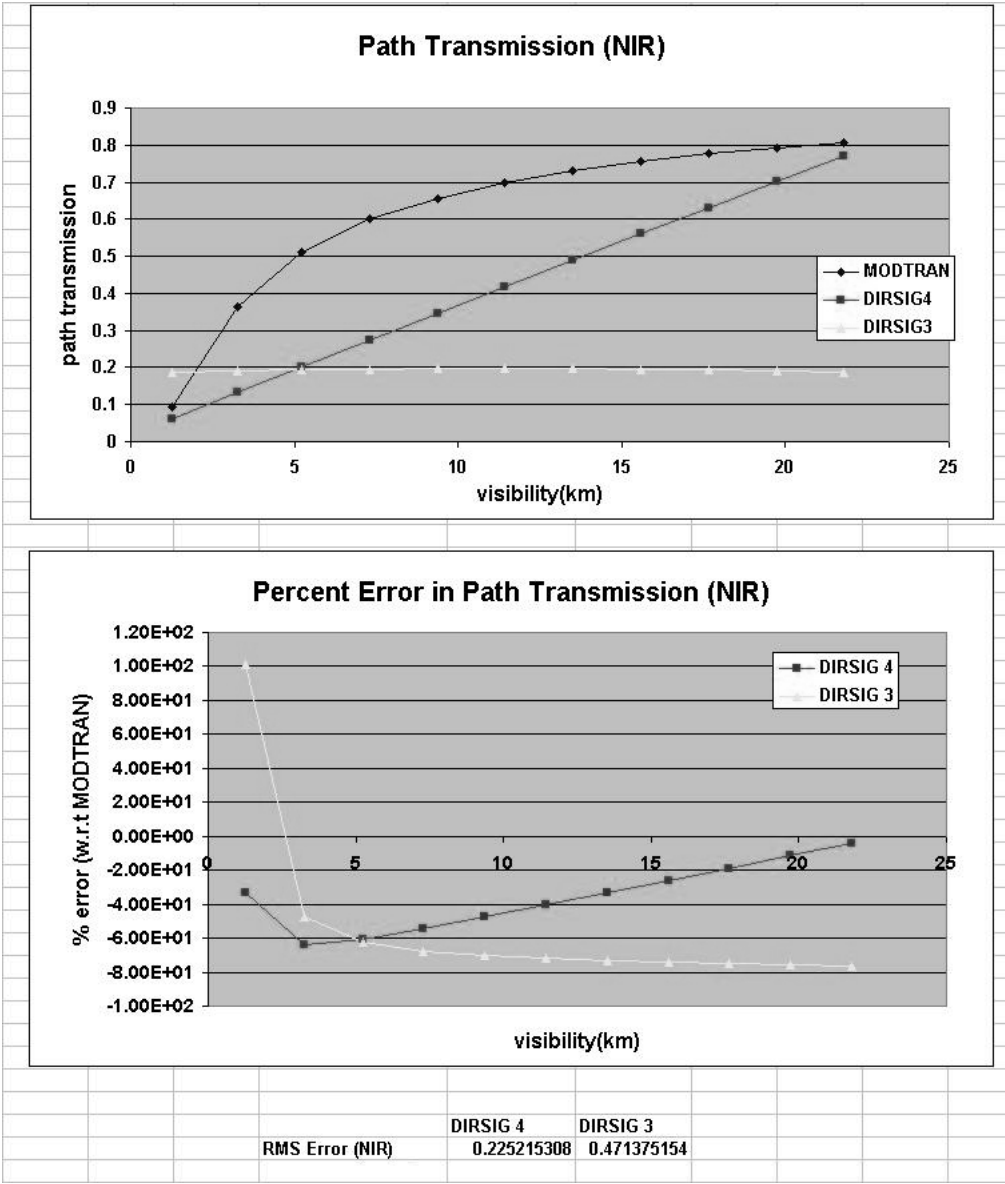 Path Transmission (NIR)
path transmission
0.9
0.8
0.7
0.6
0.5
0.4
0.3
0.2
0.1
0
0 5 10 15 20 25
visibility(km)
MODTRAN
DIRSIG4
DIRSIG3
Percent Error in Path Transmission (NIR)
% error (w.r.t MODTRAN)
1.20E+02
1.00E+02
8.00E+01
6.00E+01
4.00E+01
2.00E+01
0.00E+00
-2.00E+01
-4.00E+01
-6.00E+01
-8.00E+01
-1.00E+02
0 5 10 15 20 25
visibility(km)
DIRSIG 4
DIRSIG 3
DIRSIG 4 DIRSIG 3
RMS Error (NIR) 0.225215308 0.471375154